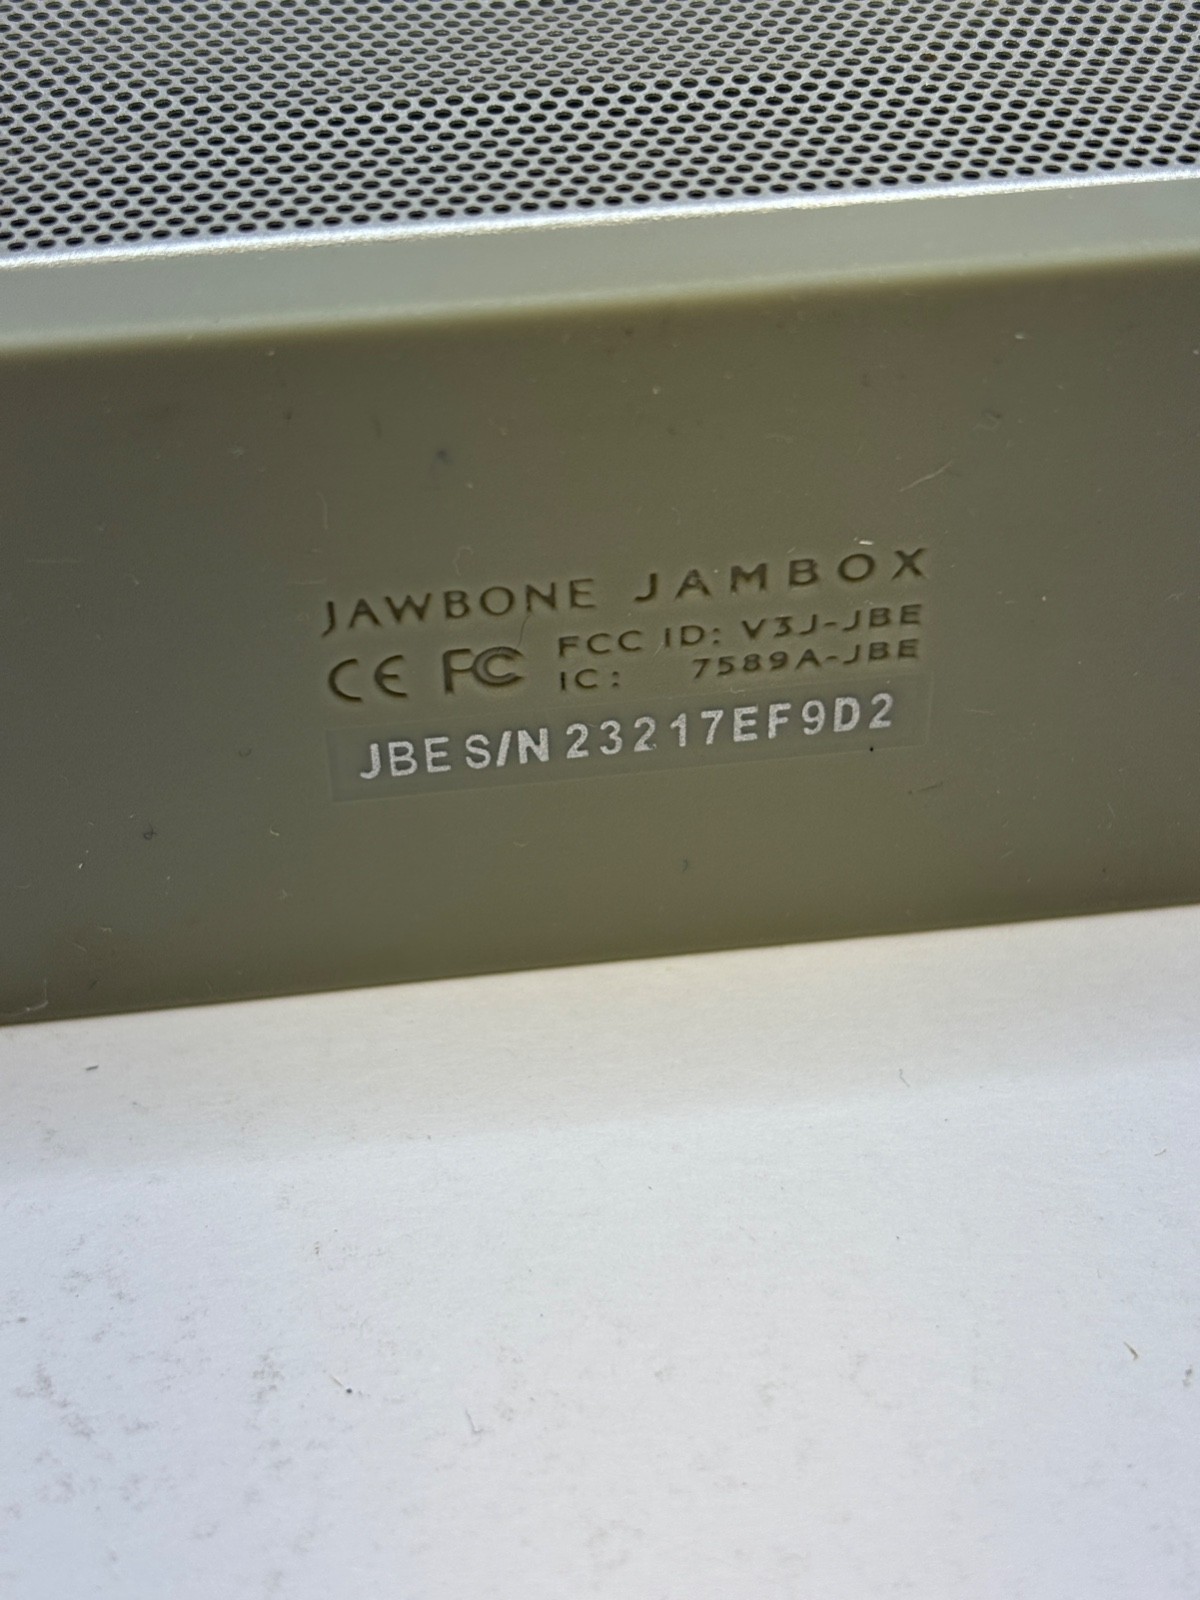 JAWBONE JAMBOX
CE FC FCC ID: V3J-JBE
IC: 7589A-JBE
JBE S/N 23217EF9D2